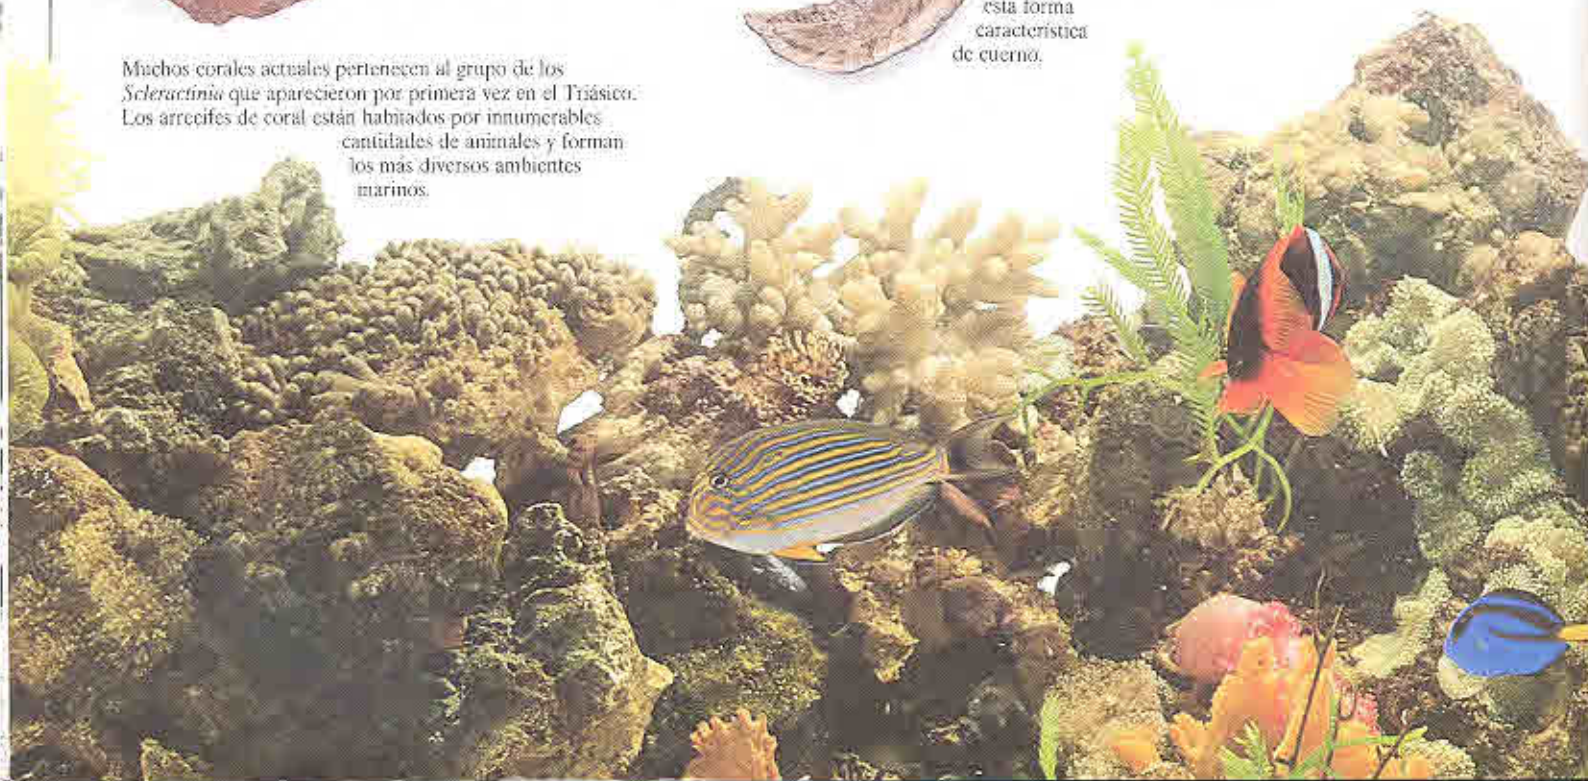 esta forma
característica
de cuerno.
Muchos corales actuales pertenecen al grupo de los
Scleractinia que aparecieron por primera vez en el Triásico.
Los arrecifes de coral están habitados por innumerables
cantidades de animales y forman
los más diversos ambientes
marinos.